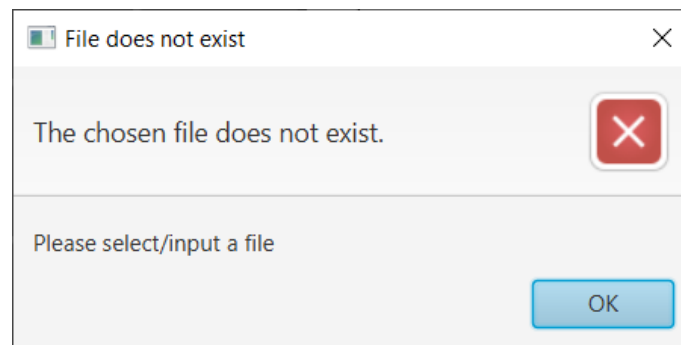 File does not exist
The chosen file does not exist.
Please select/input a file
OK